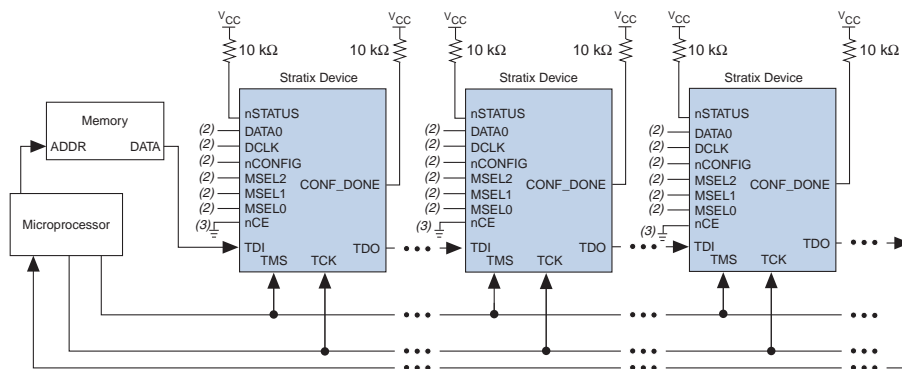 VCC VCC VCC VCC VCC VCC
10 kΩ 10 kΩ 10 kΩ 10 kΩ 10 kΩ 10 kΩ
Stratix Device Stratix Device Stratix Device
Memory
ADDR DATA
Microprocessor
nSTATUS
(2) DATA0
(2) DCLK
(2) nCONFIG
(2) MSEL2 CONF_DONE
(2) MSEL1
(2) MSEL0
(3) nCE
TDI TDO
TMS TCK
nSTATUS
(2) DATA0
(2) DCLK
(2) nCONFIG
(2) MSEL2 CONF_DONE
(2) MSEL1
(2) MSEL0
(3) nCE
TDI TDO
TMS TCK
nSTATUS
(2) DATA0
(2) DCLK
(2) nCONFIG
(2) MSEL2 CONF_DONE
(2) MSEL1
(2) MSEL0
(3) nCE
TDI TDO
TMS TCK